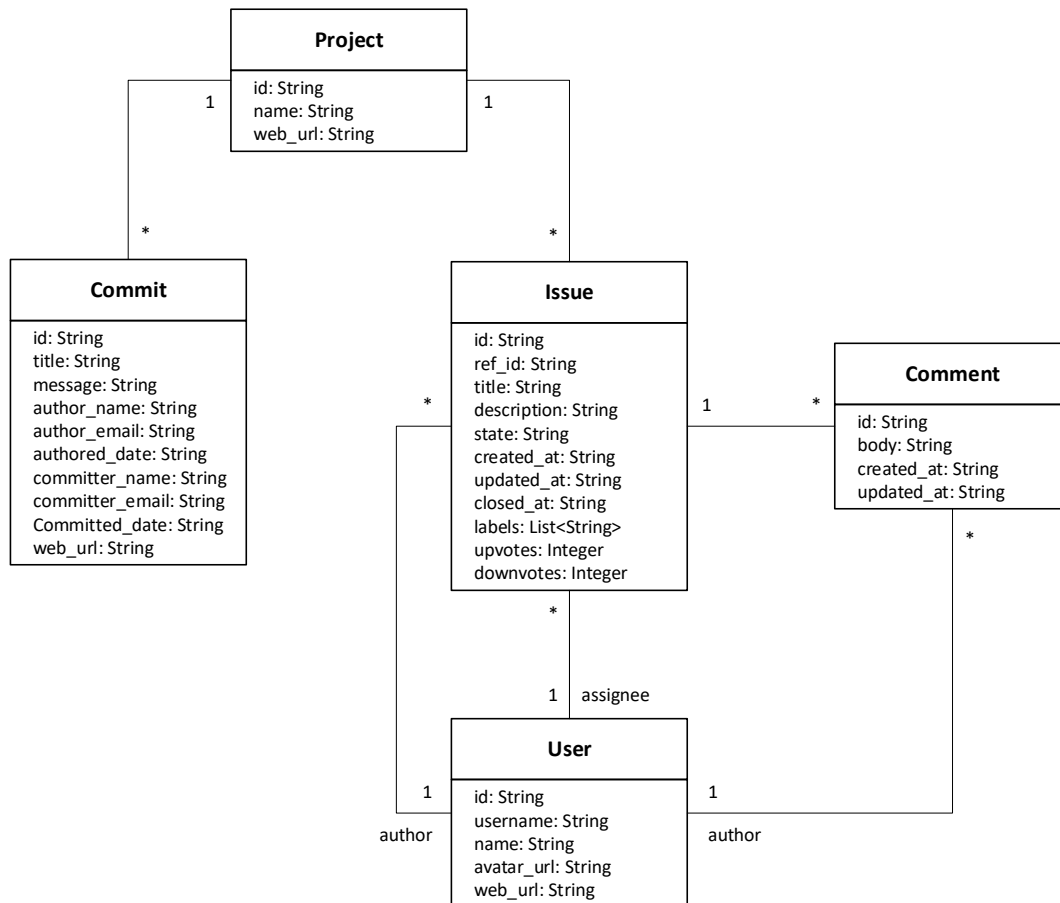 Project
id: String
name: String
web_url: String
1
1
*
*
Commit
id: String
title: String
message: String
author_name: String
author_email: String
authored_date: String
committer_name: String
committer_email: String
Committed_date: String
web_url: String
Issue
id: String
ref_id: String
title: String
description: String
state: String
created_at: String
updated_at: String
closed_at: String
labels: List<String>
upvotes: Integer
downvotes: Integer
*
1
*
Comment
id: String
body: String
created_at: String
updated_at: String
*
*
1
assignee
User
id: String
username: String
name: String
avatar_url: String
web_url: String
1
author
1
author